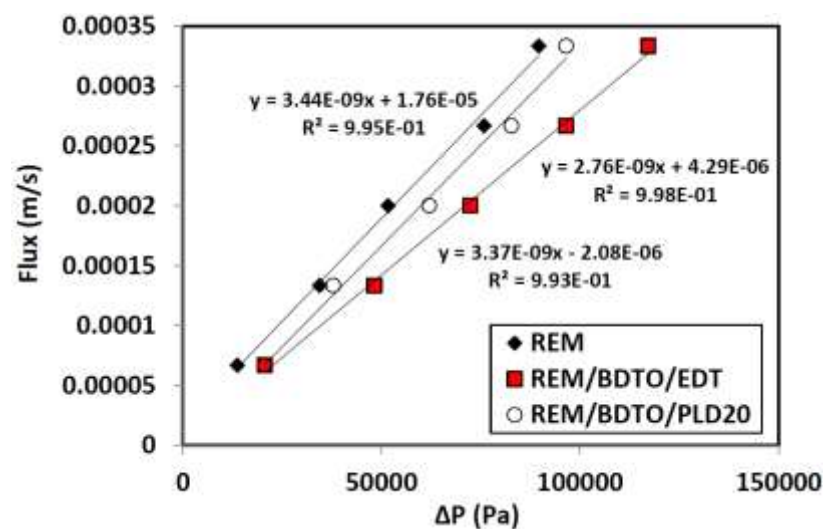 0.00035
0.0003
0.00025
0.0002
0.00015
0.0001
0.00005
0
Flux (m/s)
y = 3.44E-09x + 1.76E-05
R² = 9.95E-01
y = 2.76E-09x + 4.29E-06
R² = 9.98E-01
y = 3.37E-09x - 2.08E-06
R² = 9.93E-01
REM
REM/BDTO/EDT
REM/BDTO/PLD20
0 50000 100000 150000
ΔP (Pa)